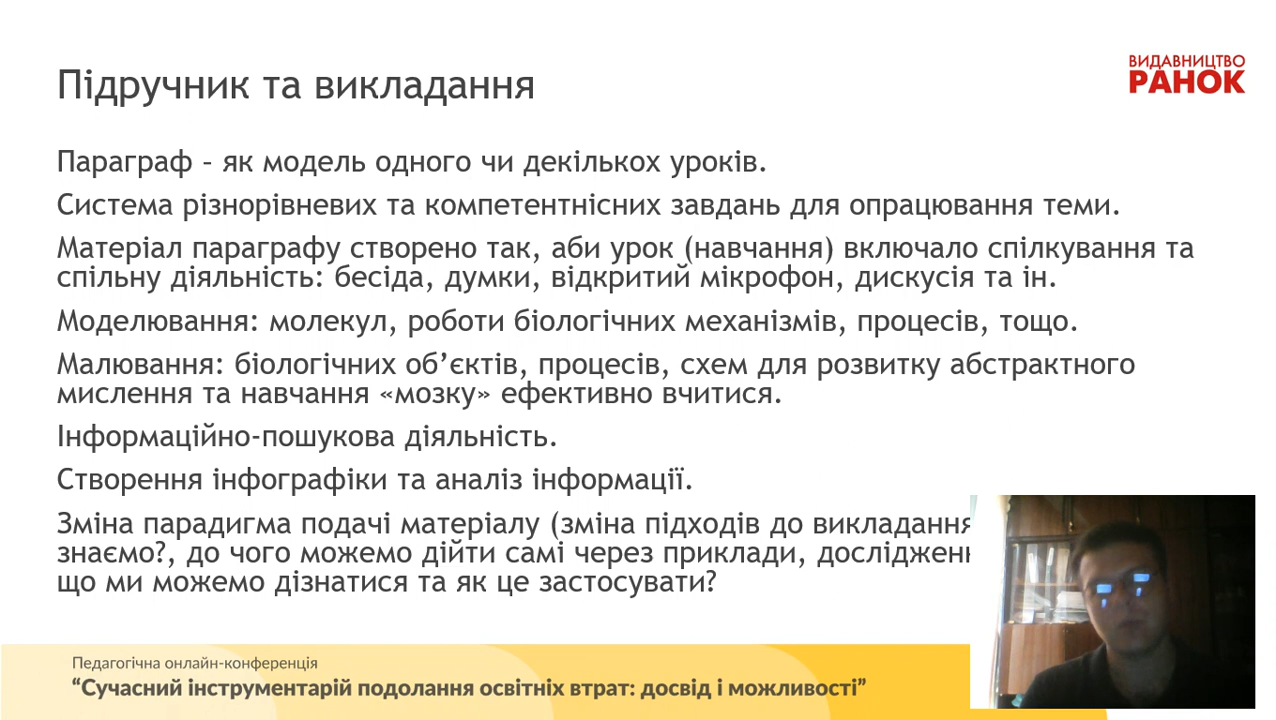 Підручник та викладання
ВИДАВНИЦТВО
РАНОК
Параграф – як модель одного чи декількох уроків.
Система різнорівневих та компетентнісних завдань для опрацювання теми.
Матеріал параграфу створено так, аби урок (навчання) включало спілкування та
спільну діяльність: бесіда, думки, відкритий мікрофон, дискусія та ін.
Моделювання: молекул, роботи біологічних механізмів, процесів, тощо.
Малювання: біологічних об’єктів, процесів, схем для розвитку абстрактного
мислення та навчання «мозку» ефективно вчитися.
Інформаційно-пошукова діяльність.
Створення інфографіки та аналіз інформації.
Зміна парадигма подачі матеріалу (зміна підходів до викладання
знаємо?, до чого можемо дійти самі через приклади,
що ми можемо дізнатися та як це застосувати?
Педагогічна онлайн-конференція
“Сучасний інструментарій подолання освітніх втрат: досвід і можливості”